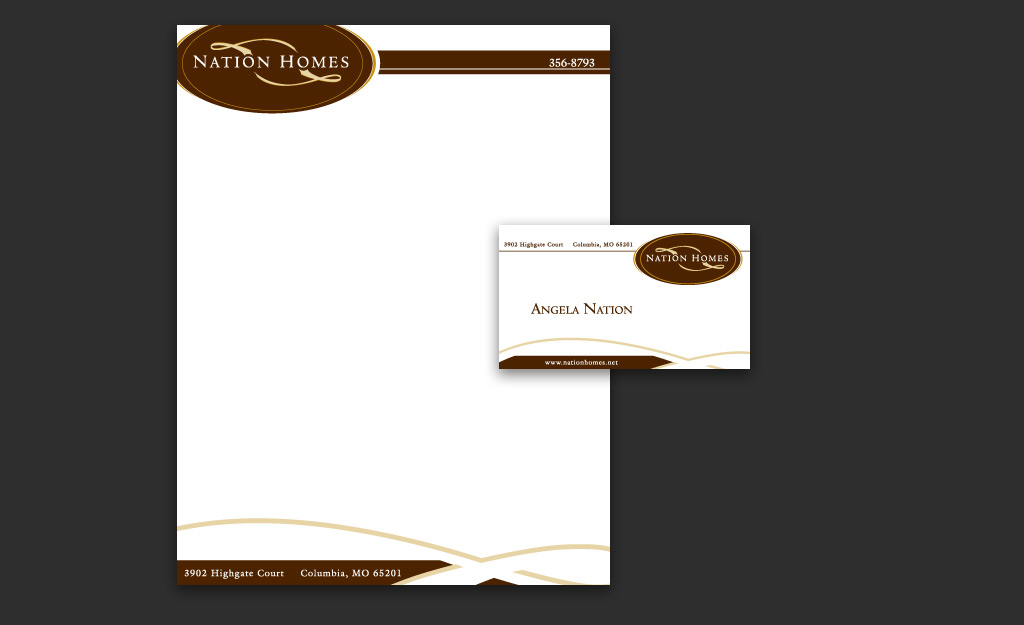 NATION HOMES
356-8793
3902 Highgate Court Columbia, MO 65201
NATION HOMES
ANGELA NATION
www.nationhomes.net
3902 Highgate Court Columbia, MO 65201